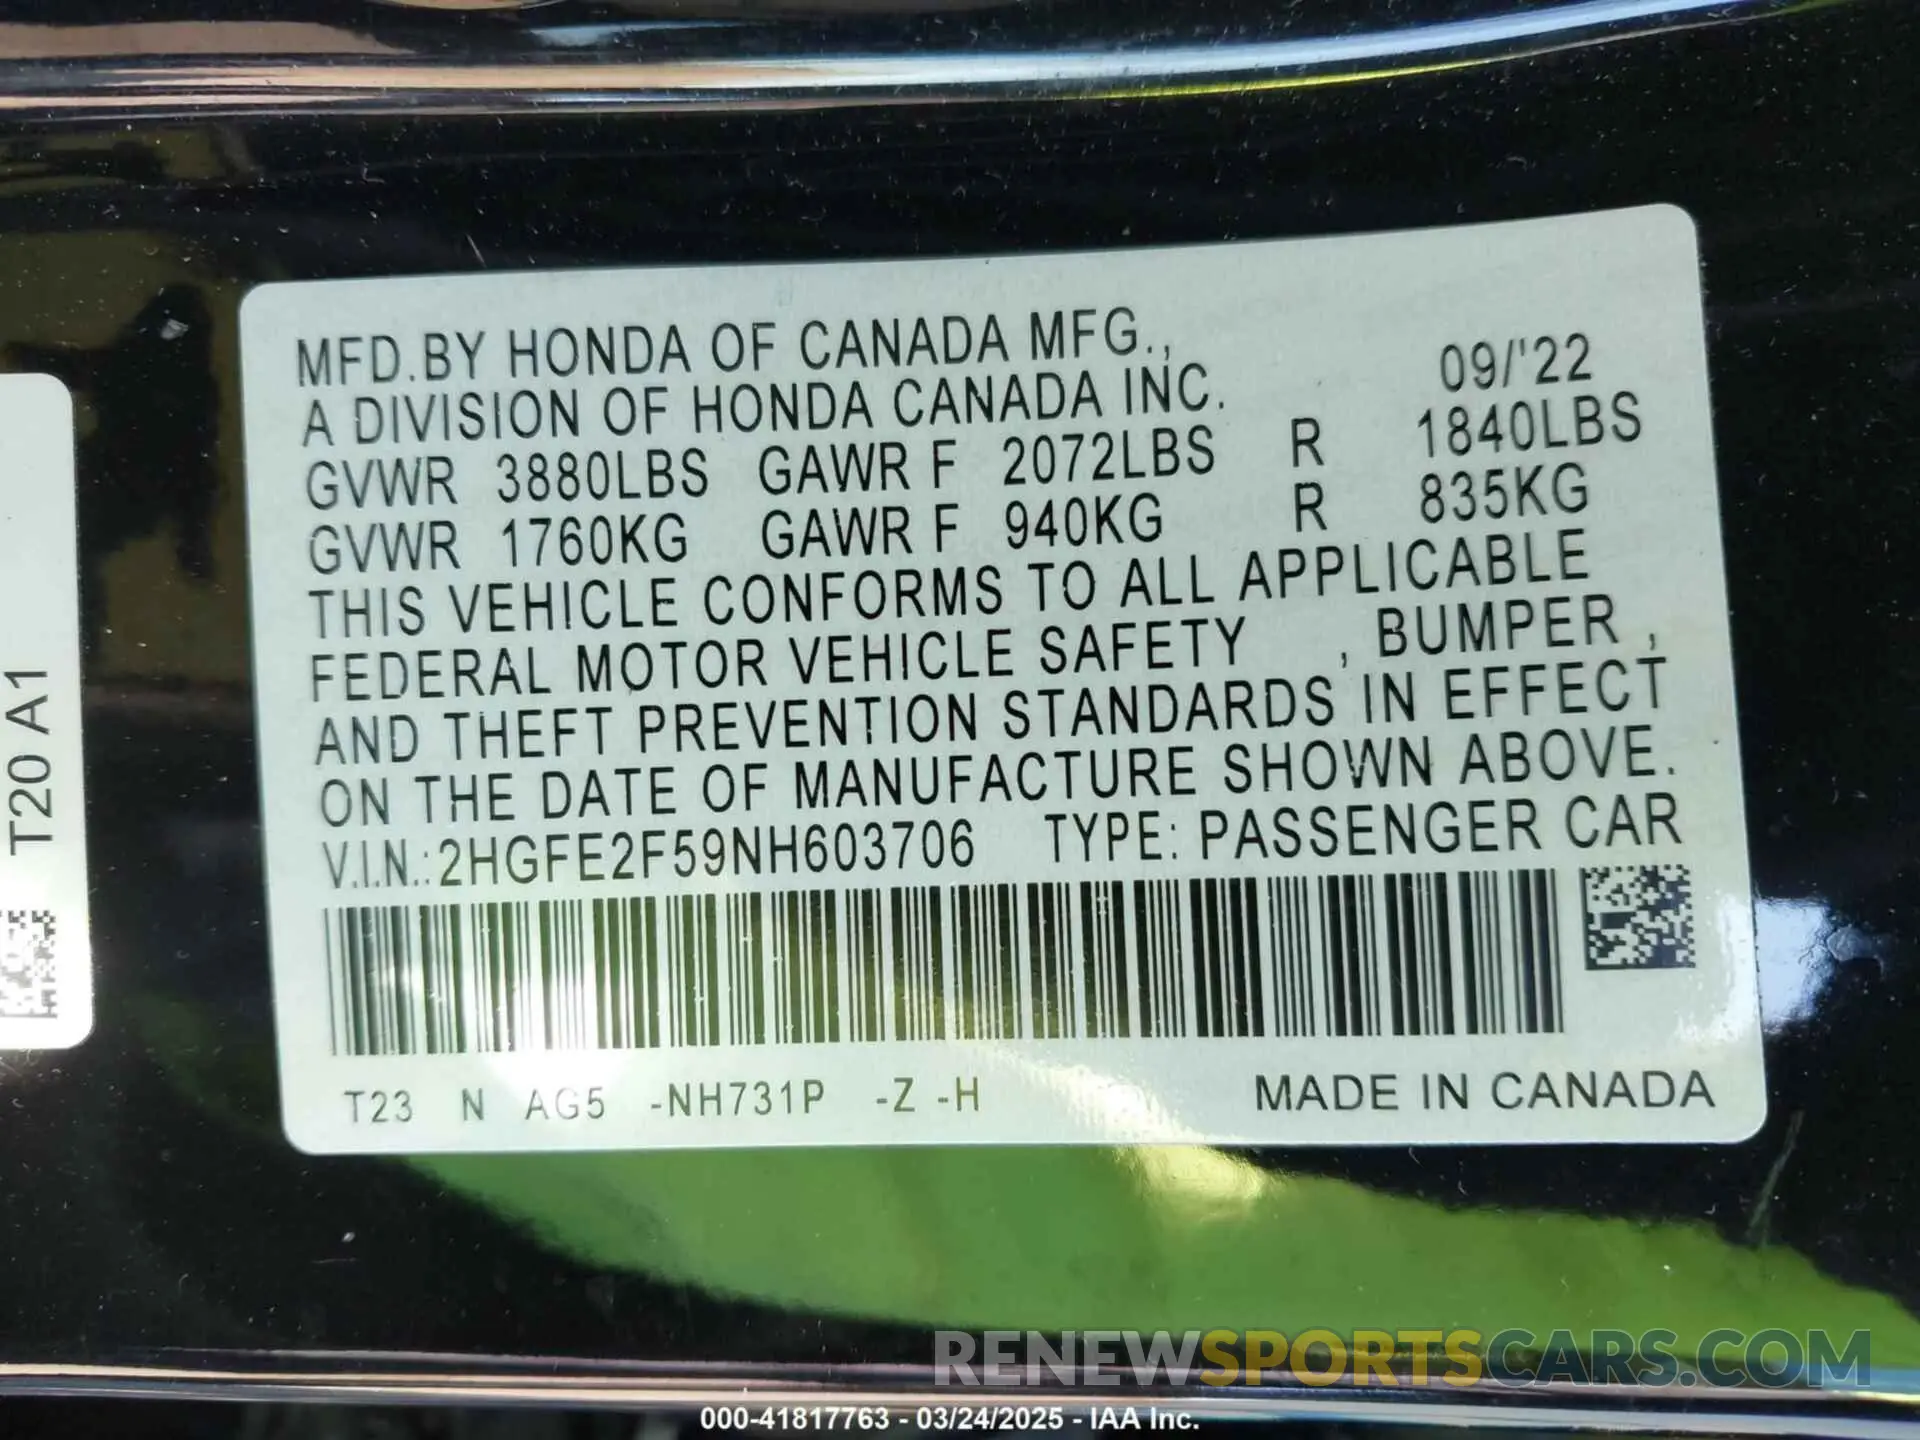 MFD.BY HONDA OF CANADA MFG.,
A DIVISION OF HONDA CANADA INC. 09/'22
GVWR 3880LBS GAWR F 2072LBS R 1840LBS
GVWR 1760KG GAWR F 940KG R 835KG
THIS VEHICLE CONFORMS TO ALL APPLICABLE
FEDERAL MOTOR VEHICLE SAFETY , BUMPER ,
AND THEFT PREVENTION STANDARDS IN EFFECT
ON THE DATE OF MANUFACTURE SHOWN ABOVE.
V.I.N.:2HGFE2F59NH603706 TYPE: PASSENGER CAR
T23 N AG5 -NH731P -Z -H MADE IN CANADA
T20 A1
RENEWSPORTSCARS.COM
000-41817763 - 03/24/2025 - IAA Inc.